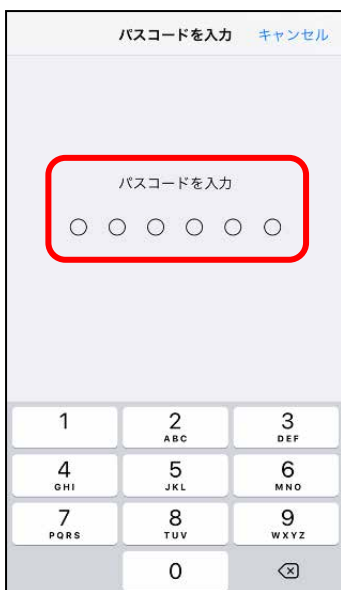 パスコードを入力 キャンセル
パスコードを入力
1 2 3
ABC DEF
4 5 6
GHI JKL MNO
7 8 9
PQRS TUV WXYZ
0